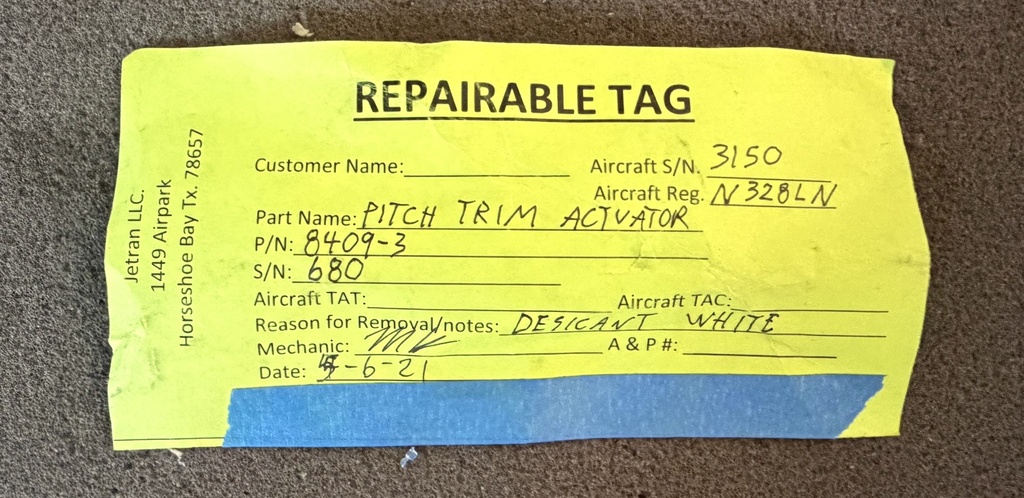 REPAIRABLE TAG
Jetran LLC.
1449 Airpark
Horseshoe Bay Tx. 78657
Customer Name: Aircraft S/N. 3150
Aircraft Reg. N328LN
Part Name: PITCH TRIM ACTUATOR
P/N: 8409-3
S/N: 680
Aircraft TAT: Aircraft TAC:
Reason for Removal/notes: DESICANT WHITE
Mechanic: A & P #:
Date: -6-21